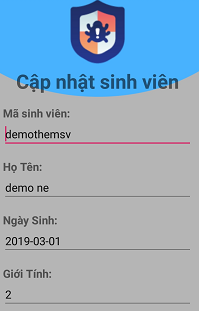 Cập nhật sinh viên
Mã sinh viên:
demothemsv
Họ Tên:
demo ne
Ngày Sinh:
2019-03-01
Giới Tính:
2